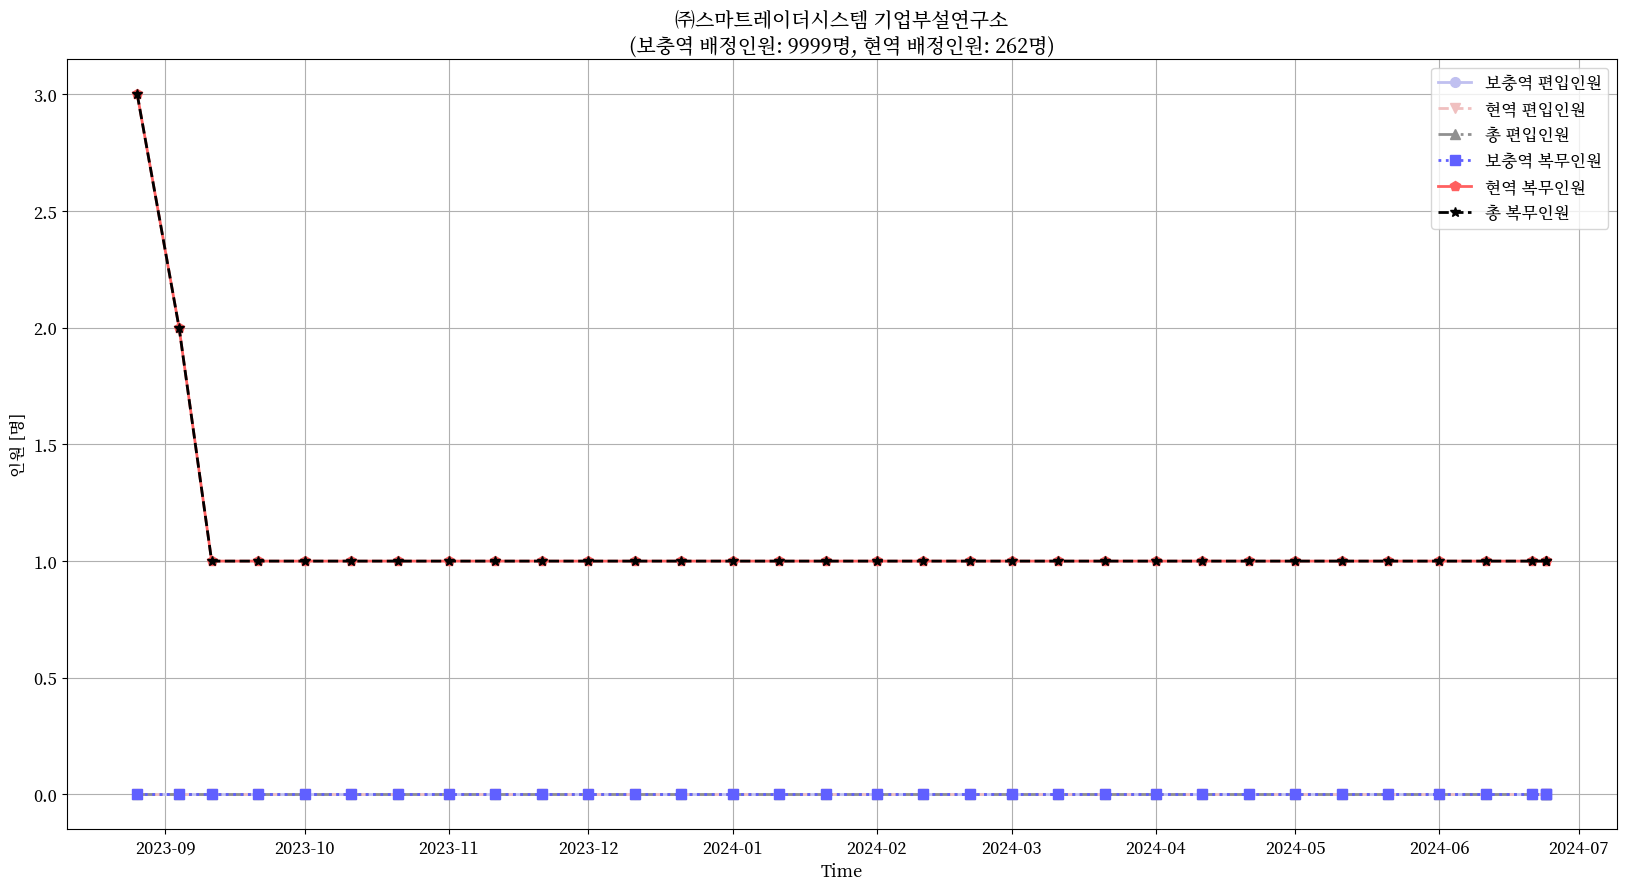 ㈜스마트레이더시스템 기업부설연구소
(보충역 배정인원: 9999명, 현역 배정인원: 262명)
보충역 편입인원
현역 편입인원
총 편입인원
보충역 복무인원
현역 복무인원
총 복무인원
인원 [명]
3.0
2.5
2.0
1.5
1.0
0.5
0.0
2023-09
2023-10
2023-11
2023-12
2024-01
2024-02
2024-03
2024-04
2024-05
2024-06
2024-07
Time